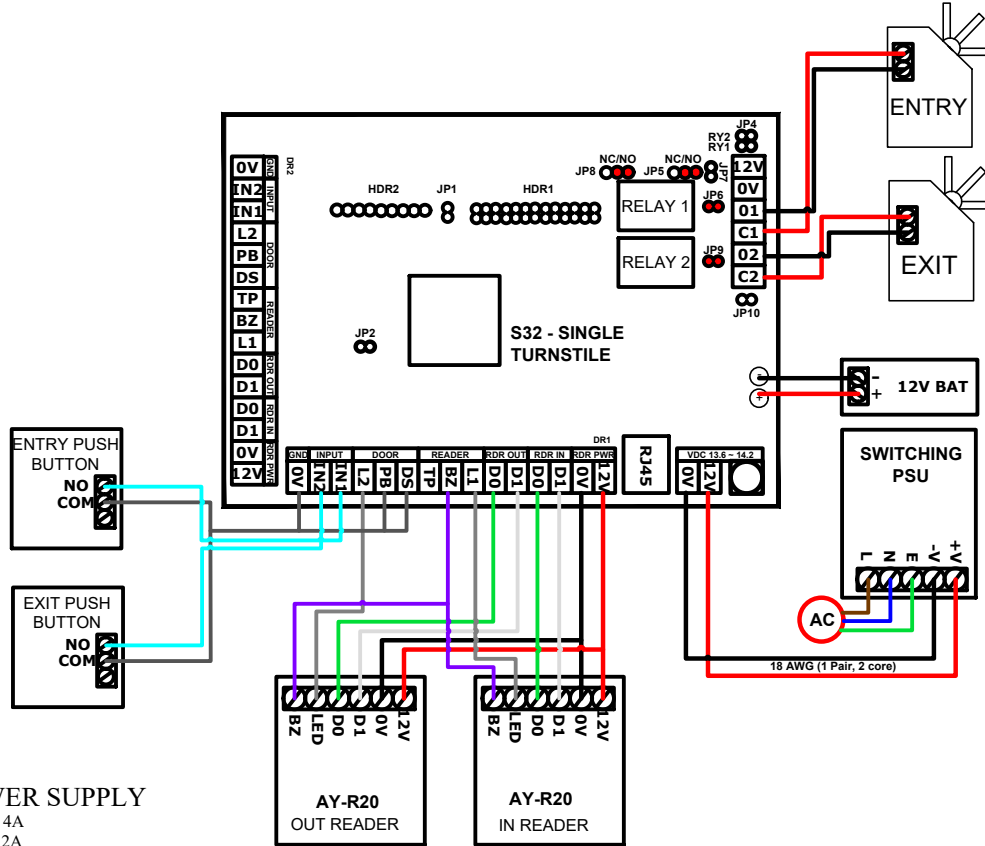 ENTRY
EXIT
JP4
RY2
RY1
NC/NO
NC/NO
JP8
JP5
JP7
HDR2
JP1
HDR1
RELAY 1
JP6
RELAY 2
JP9
12V
0V
01
C1
02
C2
JP10
DR2
0V
IN2
IN1
L2
PB
DS
TP
BZ
L1
D0
D1
D0
D1
0V
12V
GND
INPUT
DOOR
READER
RDR OUT
RDR IN
RDR PWR
JP2
S32 - SINGLE
TURNSTILE
-
+
- 
+
12V BAT
DR1
GND
INPUT
DOOR
READER
RDR OUT
RDR IN
RDR PWR
0V
IN2
IN1
L2
PB
DS
TP
BZ
L1
D0
D1
D0
D1
0V
12V
RJ45
VDC 13.6 ~ 14.2
0V
12V
SWITCHING
PSU
L
N
E
-V
+V
AC
18 AWG (1 Pair, 2 core)
ENTRY PUSH
BUTTON
NO
COM
EXIT PUSH
BUTTON
NO
COM
BZ
LED
D0
D1
0V
12V
AY-R20
OUT READER
BZ
LED
D0
D1
0V
12V
AY-R20
IN READER
SUPPLY
4A
2A